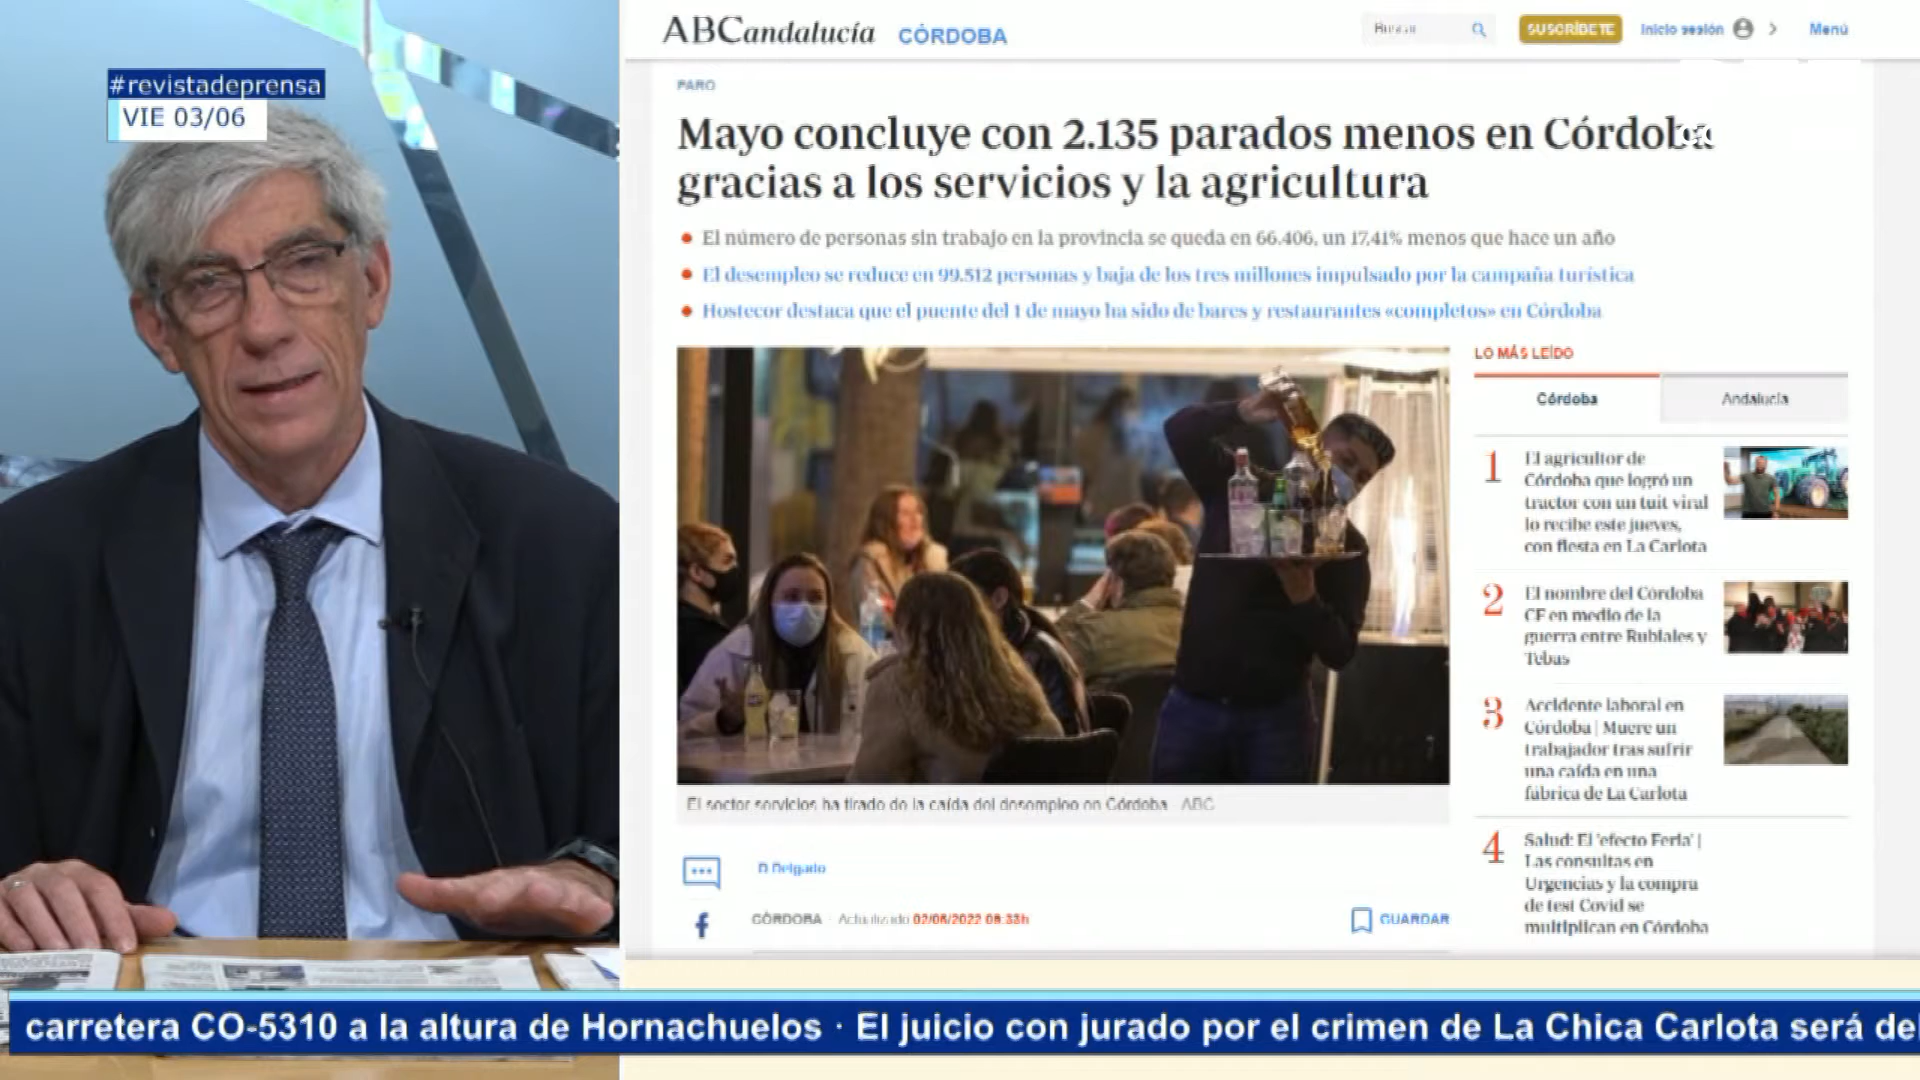 #revistadeprensa
VIE 03/06
ABCandalucía CÓRDOBA
Buscar
SUSCRÍBETE
Inicio sesión
Menú
PARO
Mayo concluye con 2.135 parados menos en Córdoba
gracias a los servicios y la agricultura
El número de personas sin trabajo en la provincia se queda en 66.406, un 17,41% menos que hace un año
El desempleo se reduce en 99.512 personas y baja de los tres millones impulsado por la campaña turística
Hostecor destaca que el puente del 1 de mayo ha sido de bares y restaurantes «completos» en Córdoba
El sector servicios ha tirado de la caída del desempleo en Córdoba ABC
D Delgado
CÓRDOBA · Actualizado 02/06/2022 09:33h
GUARDAR
LO MÁS LEÍDO
Córdoba
Andalucía
1
El agricultor de
Córdoba que logró un
tractor con un tuit viral
lo recibe este jueves,
con fiesta en La Carlota
2
El nombre del Córdoba
CF en medio de la
guerra entre Rubiales y
Tebas
3
Accidente laboral en
Córdoba | Muere un
trabajador tras sufrir
una caída en una
fábrica de La Carlota
4
Salud: El 'efecto Feria' |
Las consultas en
Urgencias y la compra
de test Covid se
multiplican en Córdoba
carretera CO-5310 a la altura de Hornachuelos · El juicio con jurado por el crimen de La Chica Carlota será del